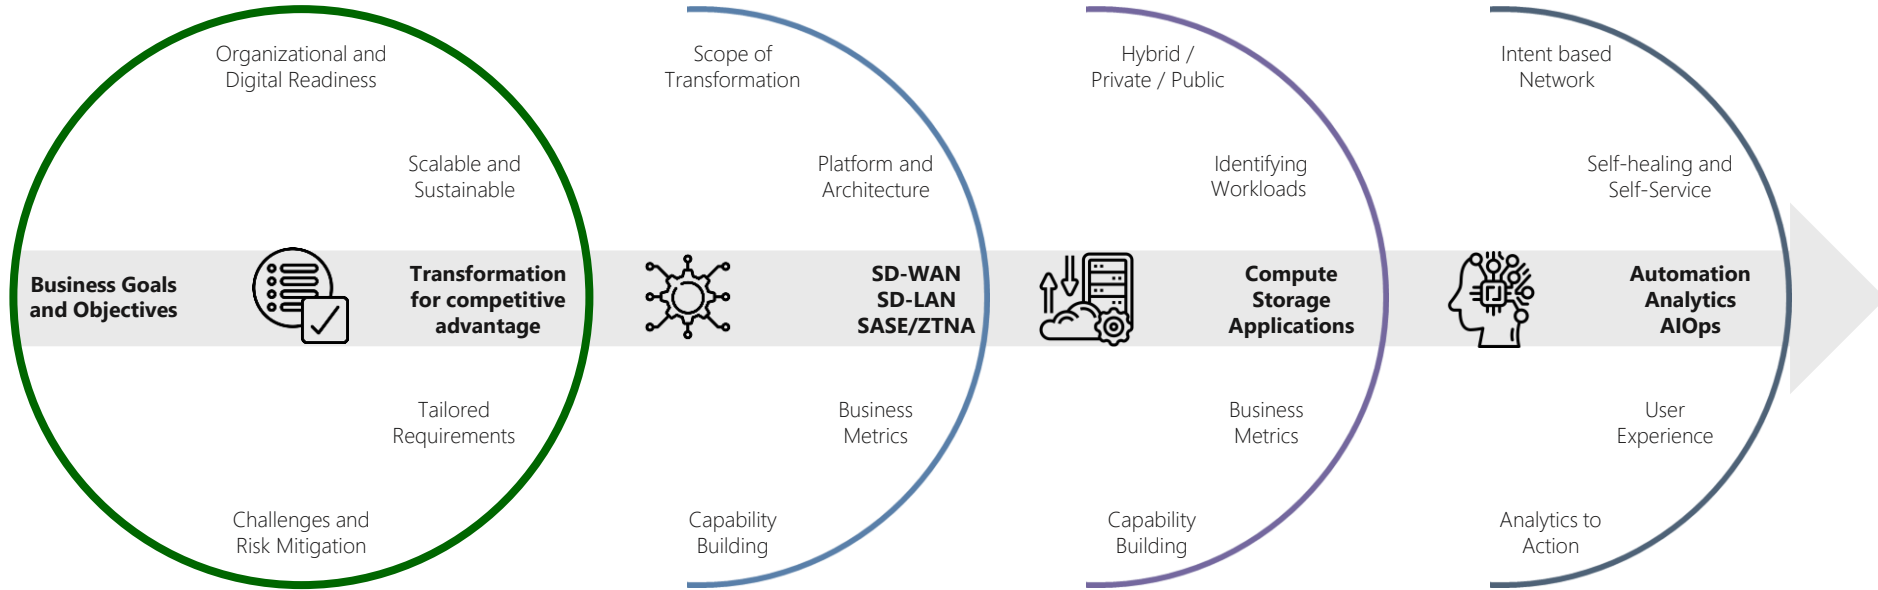 Organizational and
Digital Readiness
Scalable and
Sustainable
Business Goals
and Objectives
Transformation
for competitive
advantage
Tailored
Requirements
Challenges and
Risk Mitigation
Scope of
Transformation
Platform and
Architecture
SD-WAN
SD-LAN
SASE/ZTNA
Business
Metrics
Capability
Building
Hybrid /
Private / Public
Identifying
Workloads
Compute
Storage
Applications
Business
Metrics
Capability
Building
Intent based
Network
Self-healing and
Self-Service
Automation
Analytics
AIOps
User
Experience
Analytics to
Action